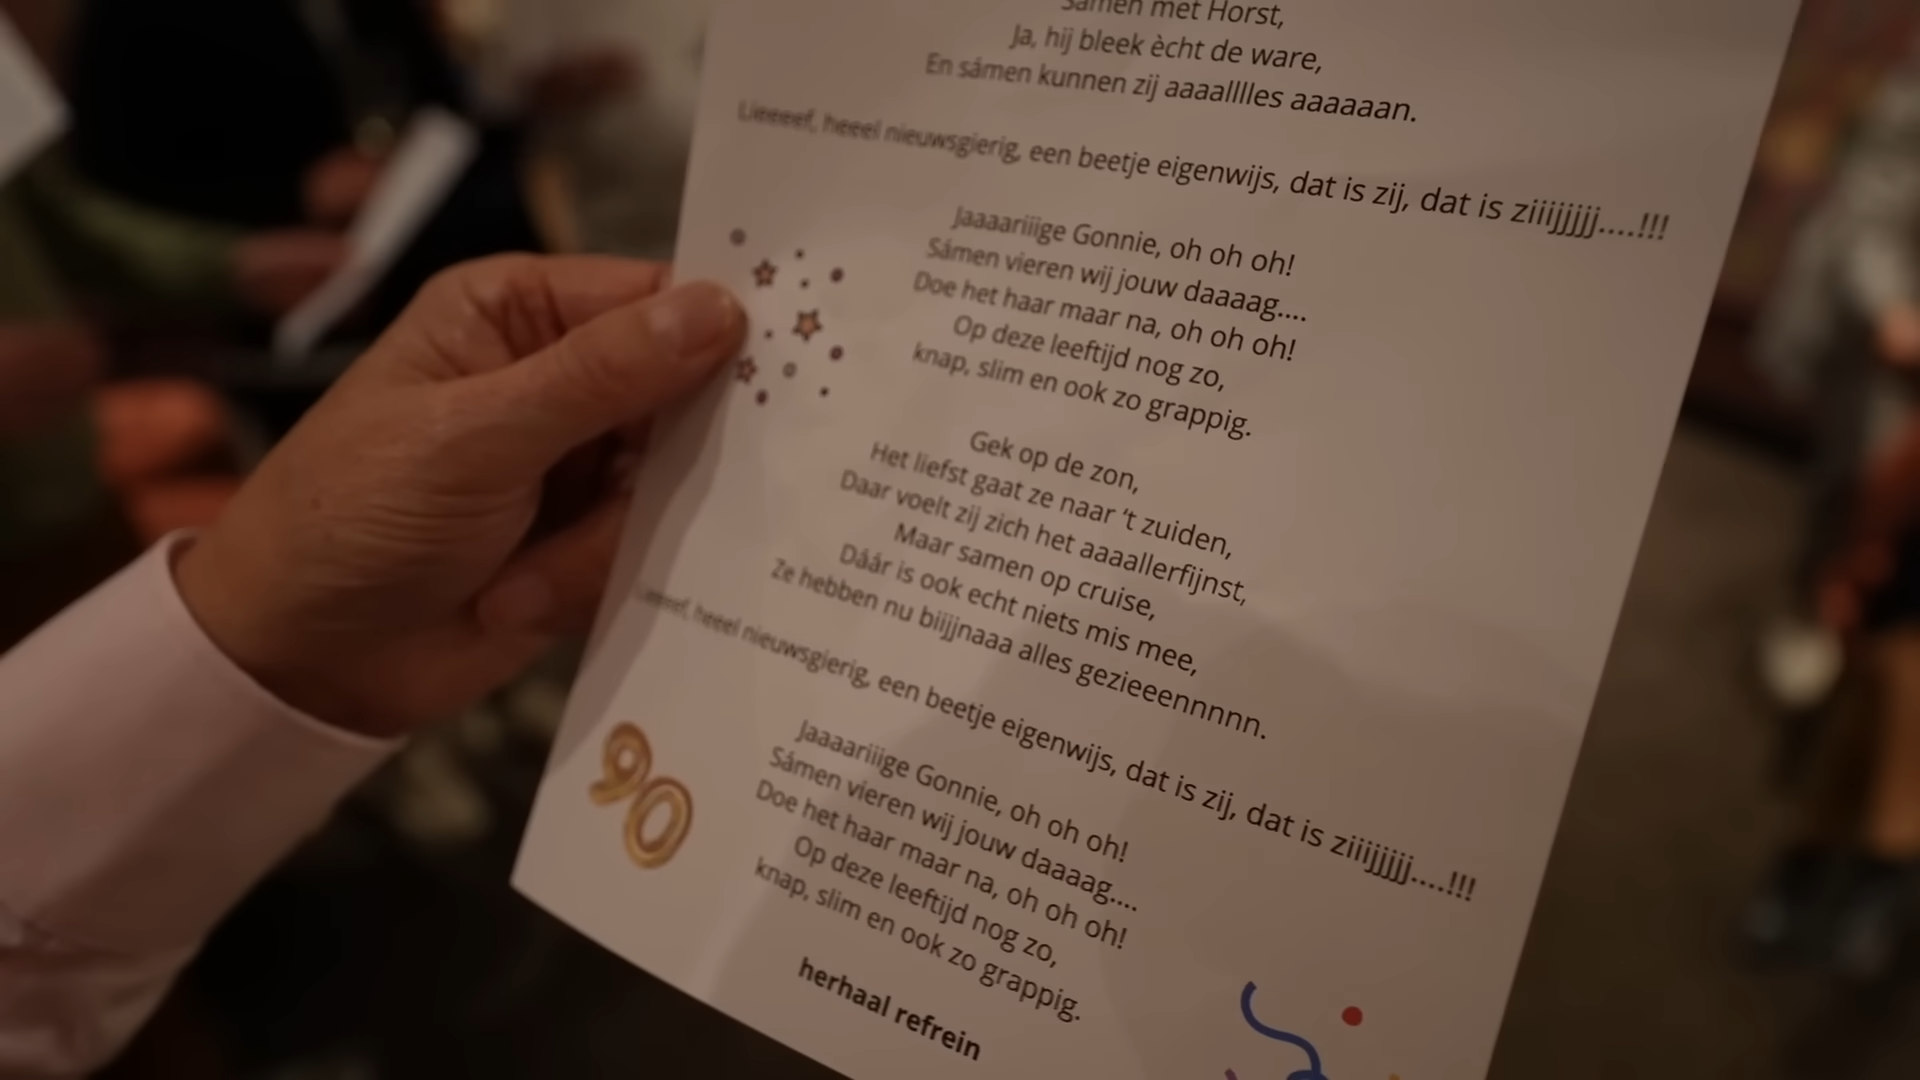 Samen met Horst,
Ja, hij bleek ècht de ware,
En sámen kunnen zij aaaalllles aaaaaan.
Lieeeef, heeel nieuwsgierig, een beetje eigenwijs, dat is zij, dat is ziiijjjjj....!!!
Jaaaariiige Gonnie, oh oh oh!
Sámen vieren wij jouw daaaag....
Doe het haar maar na, oh oh oh!
Op deze leeftijd nog zo,
knap, slim en ook zo grappig.
Gek op de zon,
Het liefst gaat ze naar ‘t zuiden,
Daar voelt zij zich het aaaallerfijnst,
Maar samen op cruise,
Dáár is ook echt niets mis mee,
Ze hebben nu biijjnaaa alles gezieeennnnn.
Lieeeef, heeel nieuwsgierig, een beetje eigenwijs, dat is zij, dat is ziiijjjjj....!!!
Jaaaariiige Gonnie, oh oh oh!
Sámen vieren wij jouw daaaag....
Doe het haar maar na, oh oh oh!
Op deze leeftijd nog zo,
knap, slim en ook zo grappig.
90
herhaal refrein